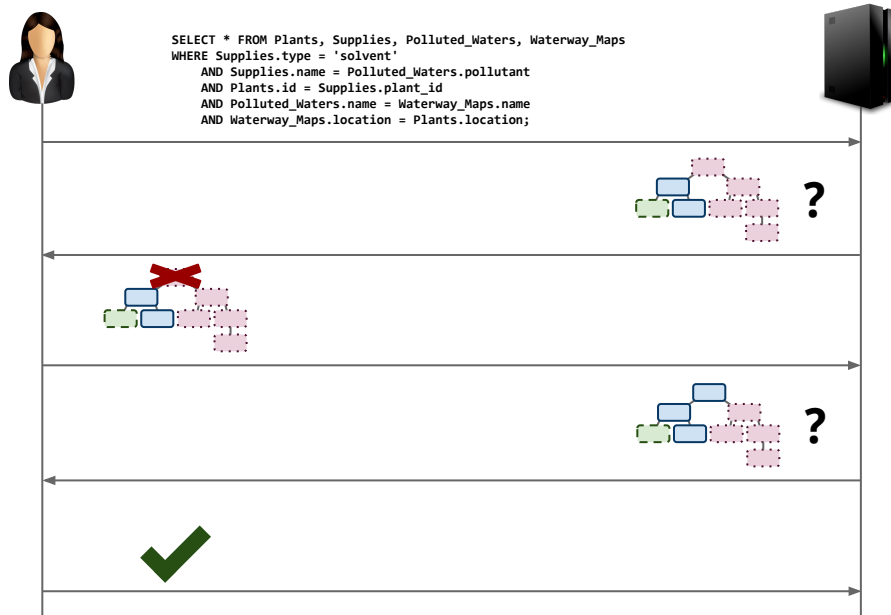 SELECT * FROM Plants, Supplies, Polluted_Waters, Waterway_Maps
WHERE Supplies.type = 'solvent'
AND Supplies.name = Polluted_Waters.pollutant
AND Plants.id = Supplies.plant_id
AND Polluted_Waters.name = Waterway_Maps.name
AND Waterway_Maps.location = Plants.location;
?
?